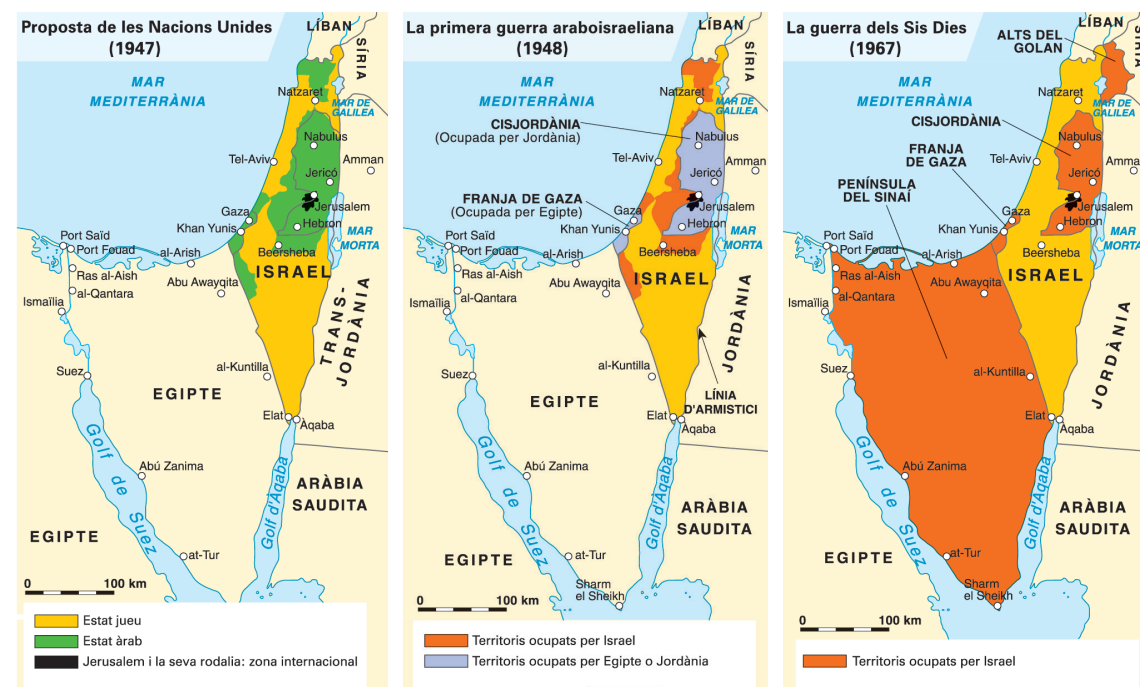 Proposta de les Nacions Unides
(1947)
LÍBAN
SÍRIA
MAR
MEDITERRÀNIA
Natzaret
MAR DE
GALILEA
Nabulus
Tel-Aviv
Amman
Jericó
Jerusalem
Gaza
Hebron
Khan Yunis
MAR
MORTA
Port Saïd
Port Fouad
al-Arish
Beersheba
ISRAEL
Ras al-Aish
Abu Awayqita
al-Qantara
Ismaïlia
TRANS-
JORDÀNIA
Suez
al-Kuntilla
EGIPTE
Elat
Àqaba
Golf de Suez
Abú Zanima
Golf d'Aqaba
ARÀBIA
SAUDITA
EGIPTE
at-Tur
0 100 km
Estat jueu
Estat àrab
Jerusalem i la seva rodalia: zona internacional
La primera guerra araboisraeliana
(1948)
LÍBAN
SÍRIA
MAR
MEDITERRÀNIA
Natzaret
MAR DE
GALILEA
CISJORDÀNIA
(Ocupada per Jordània)
Nabulus
Tel-Aviv
Amman
Jericó
FRANJA DE GAZA
(Ocupada per Egipte)
Jerusalem
Gaza
Hebron
Khan Yunis
MAR
MORTA
Port Saïd
Port Fouad
al-Arish
Beersheba
ISRAEL
Ras al-Aish
Abu Awayqita
al-Qantara
Ismaïlia
JORDÀNIA
Suez
al-Kuntilla
LÍNIA
D'ARMISTICI
EGIPTE
Elat
Àqaba
Golf de Suez
Abú Zanima
Golf d'Aqaba
ARÀBIA
SAUDITA
EGIPTE
at-Tur
Sharm
el Sheikh
0 100 km
Territoris ocupats per Israel
Territoris ocupats per Egipte o Jordània
La guerra dels Sis Dies
(1967)
LÍBAN
ALTS DEL
GOLAN
MAR
MEDITERRÀNIA
Natzaret
MAR DE
GALILEA
CISJORDÀNIA
Nabulus
FRANJA
DE GAZA
Tel-Aviv
Amma
Jericó
PENÍNSULA
DEL SINAÍ
Jerusalem
Gaza
Hebron
Khan Yunis
MAR
MORTA
Port Saïd
Port Fouad
al-Arish
Beersheba
ISRAEL
Ras al-Aish
Abu Awayqita
al-Qantara
Ismaïlia
JORDÀNIA
Suez
al-Kuntilla
Elat
Àqaba
Golf de Suez
Abú Zanima
Golf d'Aqaba
ARÀBIA
SAUDITA
EGIPTE
at-Tur
Sharm
el Sheikh
0 100 km
Territoris ocupats per Israel